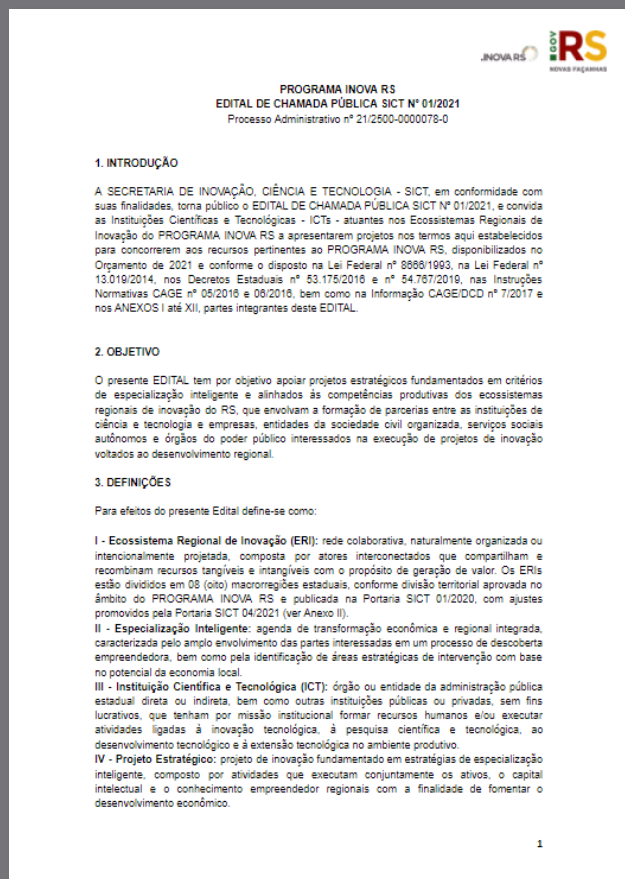 .INOVA RS
GOV
RS
NOVAS FAÇANHAS
PROGRAMA INOVA RS
EDITAL DE CHAMADA PÚBLICA SICT Nº 01/2021
Processo Administrativo nº 21/2500-0000078-0
1. INTRODUÇÃO
A SECRETARIA DE INOVAÇÃO, CIÊNCIA E TECNOLOGIA - SICT, em conformidade com
suas finalidades, torna público o EDITAL DE CHAMADA PÚBLICA SICT Nº 01/2021, e convida
as Instituições Científicas e Tecnológicas - ICTs - atuantes nos Ecossistemas Regionais de
Inovação do PROGRAMA INOVA RS a apresentarem projetos nos termos aqui estabelecidos
para concorrerem aos recursos pertinentes ao PROGRAMA INOVA RS, disponibilizados no
Orçamento de 2021 e conforme o disposto na Lei Federal nº 8666/1993, na Lei Federal nº
13.019/2014, nos Decretos Estaduais nº 53.175/2016 e nº 54.767/2019, nas Instruções
Normativas CAGE nº 05/2016 e 06/2016, bem como na Informação CAGE/DCD nº 7/2017 e
nos ANEXOS I até XII, partes integrantes deste EDITAL.
2. OBJETIVO
O presente EDITAL tem por objetivo apoiar projetos estratégicos fundamentados em critérios
de especialização inteligente e alinhados às competências produtivas dos ecossistemas
regionais de inovação do RS, que envolvam a formação de parcerias entre as instituições de
ciência e tecnologia e empresas, entidades da sociedade civil organizada, serviços sociais
autônomos e órgãos do poder público interessados na execução de projetos de inovação
voltados ao desenvolvimento regional.
3. DEFINIÇÕES
Para efeitos do presente Edital define-se como:
I - Ecossistema Regional de Inovação (ERI): rede colaborativa, naturalmente organizada ou
intencionalmente projetada, composta por atores interconectados que compartilham e
recombinam recursos tangíveis e intangíveis com o propósito de geração de valor. Os ERIs
estão divididos em 08 (oito) macrorregiões estaduais, conforme divisão territorial aprovada no
âmbito do PROGRAMA INOVA RS e publicada na Portaria SICT 01/2020, com ajustes
promovidos pela Portaria SICT 04/2021 (ver Anexo II).
II - Especialização Inteligente: agenda de transformação econômica e regional integrada,
caracterizada pelo amplo envolvimento das partes interessadas em um processo de descoberta
empreendedora, bem como pela identificação de áreas estratégicas de intervenção com base
no potencial da economia local.
III - Instituição Científica e Tecnológica (ICT): órgão ou entidade da administração pública
estadual direta ou indireta, bem como outras instituições públicas ou privadas, sem fins
lucrativos, que tenham por missão institucional formar recursos humanos e/ou executar
atividades ligadas à inovação tecnológica, à pesquisa científica e tecnológica, ao
desenvolvimento tecnológico e à extensão tecnológica no ambiente produtivo.
IV - Projeto Estratégico: projeto de inovação fundamentado em estratégias de especialização
inteligente, composto por atividades que executam conjuntamente os ativos, o capital
intelectual e o conhecimento empreendedor regionais com a finalidade de fomentar o
desenvolvimento econômico.
1